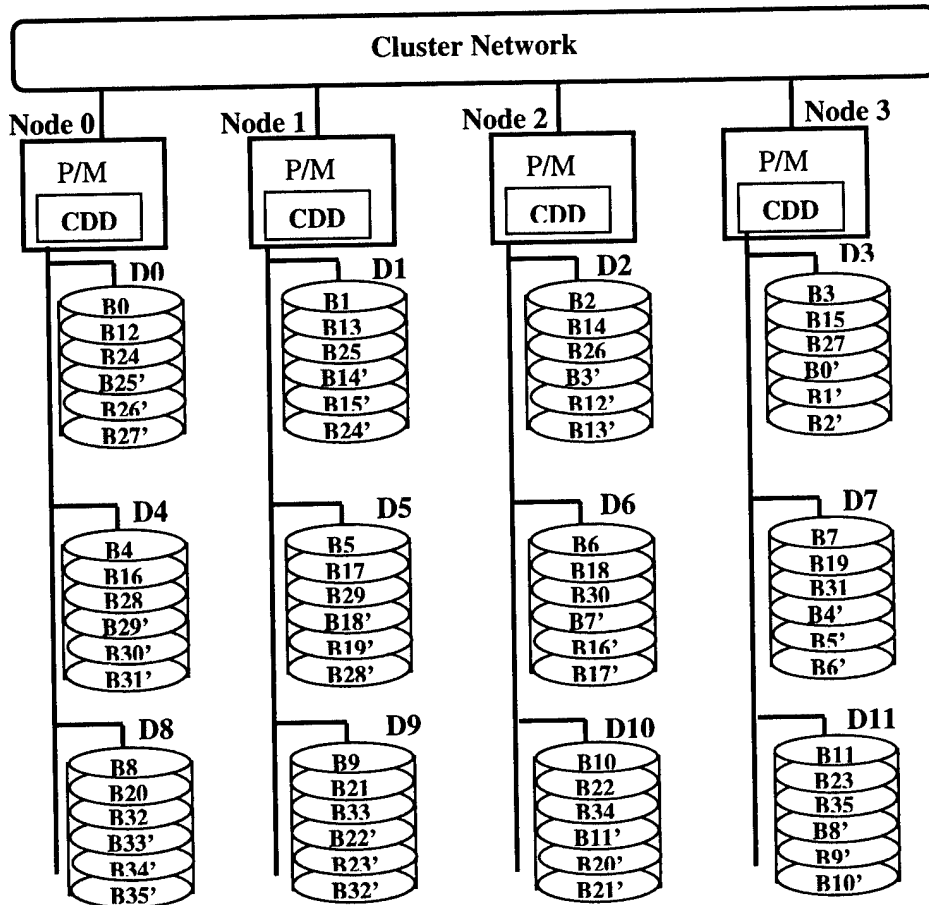 Cluster Network
Node 0
Node 1
Node 2
Node 3
P/M
CDD
P/M
CDD
P/M
CDD
P/M
CDD
D0
B0
B12
B24
B25’
B26’
B27’
D1
B1
B13
B25
B14’
B15’
B24’
D2
B2
B14
B26
B3’
B12’
B13’
D3
B3
B15
B27
B0’
B1’
B2’
D4
B4
B16
B28
B29’
B30’
B31’
D5
B5
B17
B29
B18’
B19’
B28’
D6
B6
B18
B30
B7’
B16’
B17’
D7
B7
B19
B31
B4’
B5’
B6’
D8
B8
B20
B32
B33’
B34’
B35’
D9
B9
B21
B33
B22’
B23’
B32’
D10
B10
B22
B34
B11’
B20’
B21’
D11
B11
B23
B35
B8’
B9’
B10’